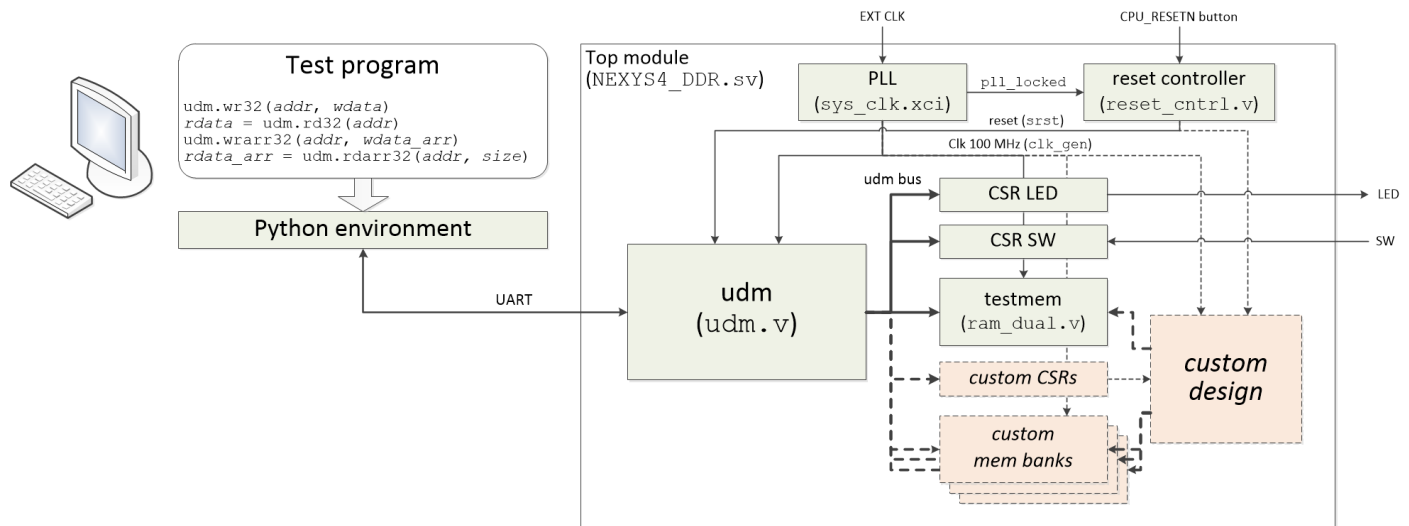 EXT CLK
CPU_RESETN button
Top module
(NEXYS4_DDR.sv)
Test program
udm.wr32(addr, wdata)
rdata = udm.rd32(addr)
udm.wrarr32(addr, wdata_arr)
rdata_arr = udm.rdarr32(addr, size)
PLL
(sys_clk.xci)
pll_locked
reset controller
(reset_cntrl.v)
reset (srst)
Clk 100 MHz (clk_gen)
udm bus
CSR LED
LED
Python environment
CSR SW
SW
UART
udm
(udm.v)
testmem
(ram_dual.v)
custom CSRs
custom
design
custom
mem banks